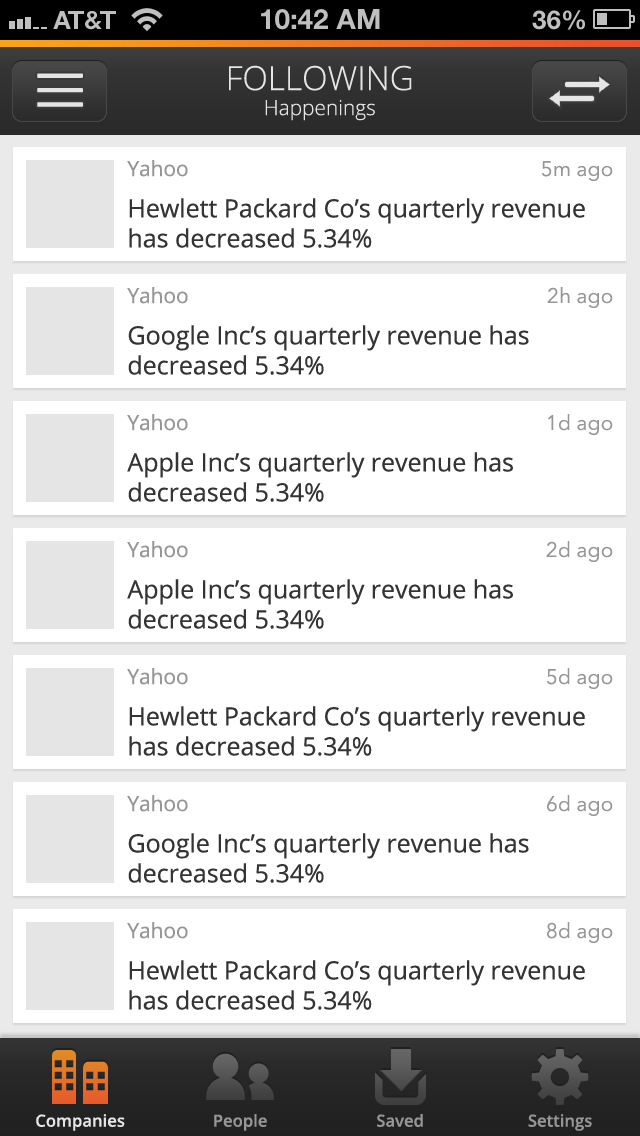 AT&T 10:42 AM 36%
FOLLOWING
Happenings
Yahoo 5m ago
Hewlett Packard Co’s quarterly revenue
has decreased 5.34%
Yahoo 2h ago
Google Inc’s quarterly revenue has
decreased 5.34%
Yahoo 1d ago
Apple Inc’s quarterly revenue has
decreased 5.34%
Yahoo 2d ago
Apple Inc’s quarterly revenue has
decreased 5.34%
Yahoo 5d ago
Hewlett Packard Co’s quarterly revenue
has decreased 5.34%
Yahoo 6d ago
Google Inc’s quarterly revenue has
decreased 5.34%
Yahoo 8d ago
Hewlett Packard Co’s quarterly revenue
has decreased 5.34%
Companies People Saved Settings